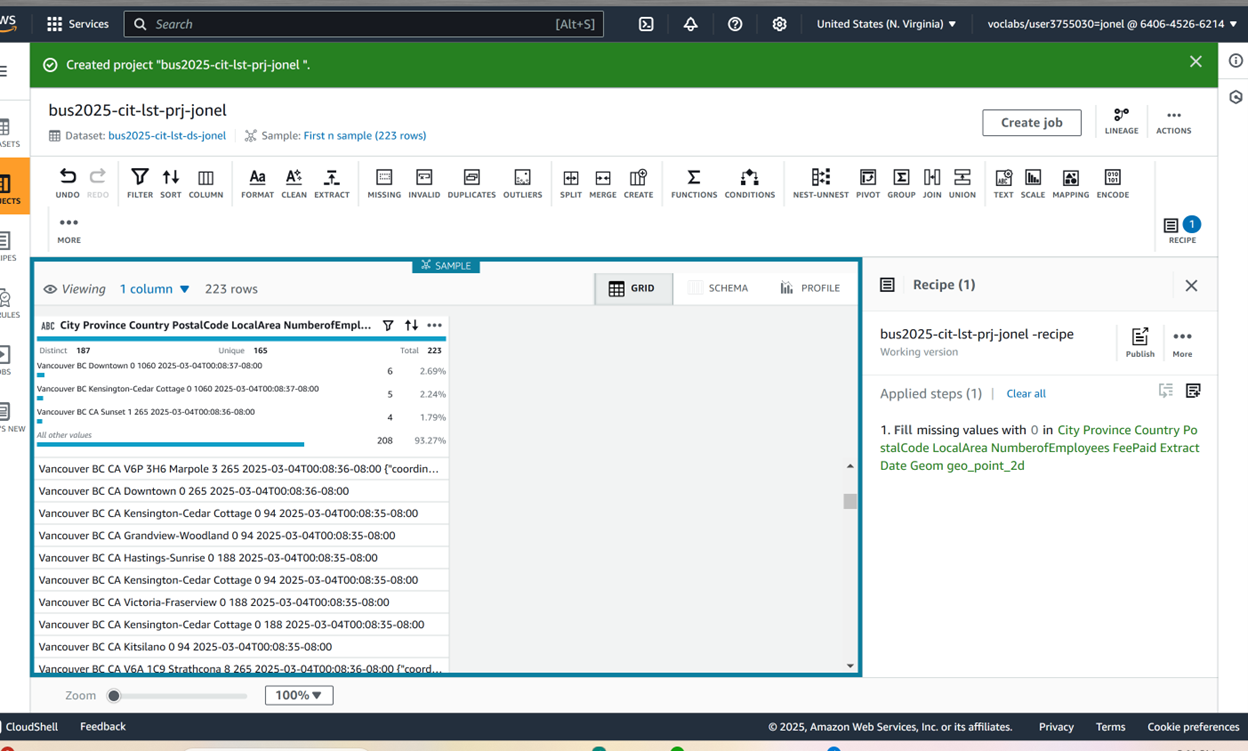 WS
Services
Search
[Alt+S]
United States (N. Virginia) ▼
voclabs/user3755030=jonel @ 6406-4526-6214 ▼
Created project "bus2025-cit-lst-prj-jonel ".
bus2025-cit-lst-prj-jonel
Dataset: bus2025-cit-lst-ds-jonel
Sample: First n sample (223 rows)
Create job
LINEAGE
ACTIONS
ASETS
JECTS
IPES
RULES
OBS
'S NEW
UNDO
REDO
FILTER
SORT
COLUMN
FORMAT
CLEAN
EXTRACT
MISSING
INVALID
DUPLICATES
OUTLIERS
SPLIT
MERGE
CREATE
FUNCTIONS
CONDITIONS
NEST-UNNEST
PIVOT
GROUP
JOIN
UNION
TEXT
SCALE
MAPPING
ENCODE
MORE
1
RECIPE
SAMPLE
Viewing
1 column ▼
223 rows
GRID
SCHEMA
PROFILE
ABC City Province Country PostalCode LocalArea NumberofEmpl...
Distinct 187
Unique 165
Total 223
Vancouver BC Downtown 0 1060 2025-03-04T00:08:37-08:00
6 2.69%
Vancouver BC Kensington-Cedar Cottage 0 1060 2025-03-04T00:08:37-08:00
5 2.24%
Vancouver BC CA Sunset 1 265 2025-03-04T00:08:36-08:00
4 1.79%
All other values
208 93.27%
Vancouver BC CA V6P 3H6 Marpole 3 265 2025-03-04T00:08:36-08:00 {"coordin...
Vancouver BC CA Downtown 0 265 2025-03-04T00:08:36-08:00
Vancouver BC CA Kensington-Cedar Cottage 0 94 2025-03-04T00:08:35-08:00
Vancouver BC CA Grandview-Woodland 0 94 2025-03-04T00:08:35-08:00
Vancouver BC CA Hastings-Sunrise 0 188 2025-03-04T00:08:35-08:00
Vancouver BC CA Kensington-Cedar Cottage 0 94 2025-03-04T00:08:35-08:00
Vancouver BC CA Victoria-Fraserview 0 188 2025-03-04T00:08:35-08:00
Vancouver BC CA Kensington-Cedar Cottage 0 188 2025-03-04T00:08:35-08:00
Vancouver BC CA Kitsilano 0 94 2025-03-04T00:08:35-08:00
Vancouver BC CA V6A 1C9 Strathcona 8 265 2025-03-04T00:08:36-08:00 {"coord...
Recipe (1)
bus2025-cit-lst-prj-jonel -recipe
Working version
Publish
More
Applied steps (1)
Clear all
1. Fill missing values with 0 in City Province Country Po
stalCode LocalArea NumberofEmployees FeePaid Extract
Date Geom geo_point_2d
Zoom
100% ▼
CloudShell
Feedback
© 2025, Amazon Web Services, Inc. or its affiliates.
Privacy
Terms
Cookie preferences